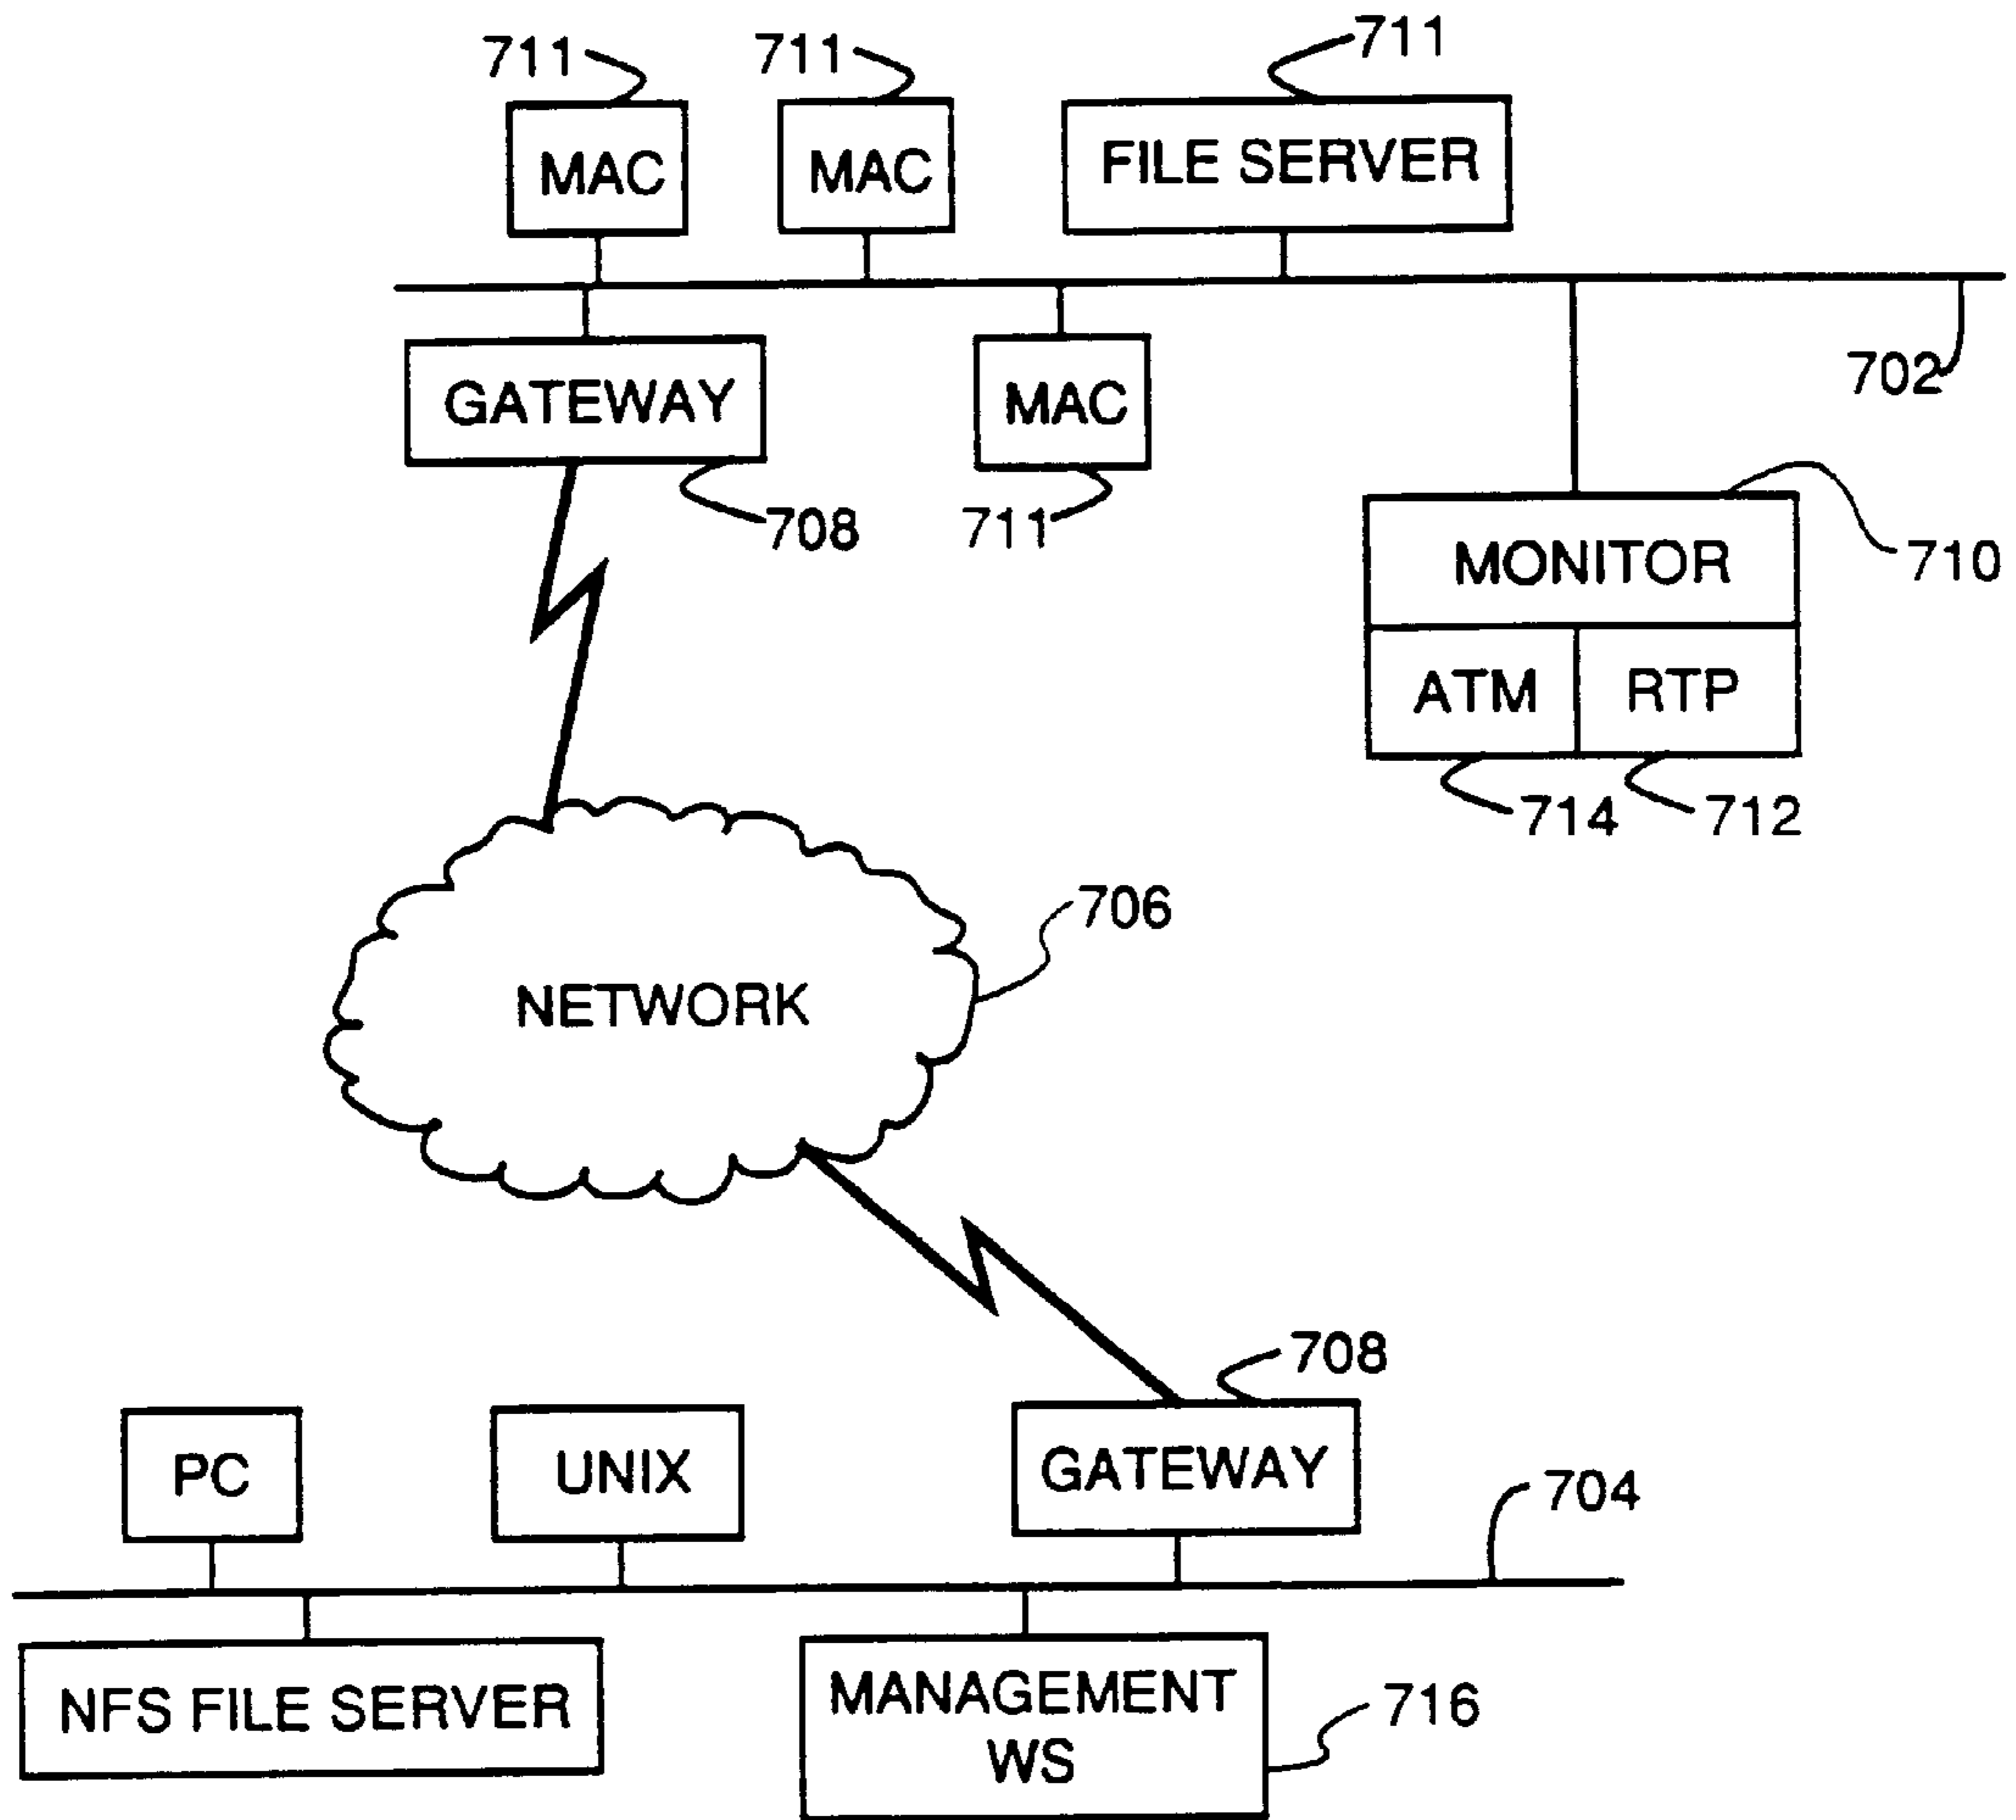 711
711
711
MAC
MAC
FILE SERVER
702
GATEWAY
MAC
708
711
710
MONITOR
ATM
RTP
714
712
706
NETWORK
708
PC
UNIX
GATEWAY
704
NFS FILE SERVER
MANAGEMENT
WS
716